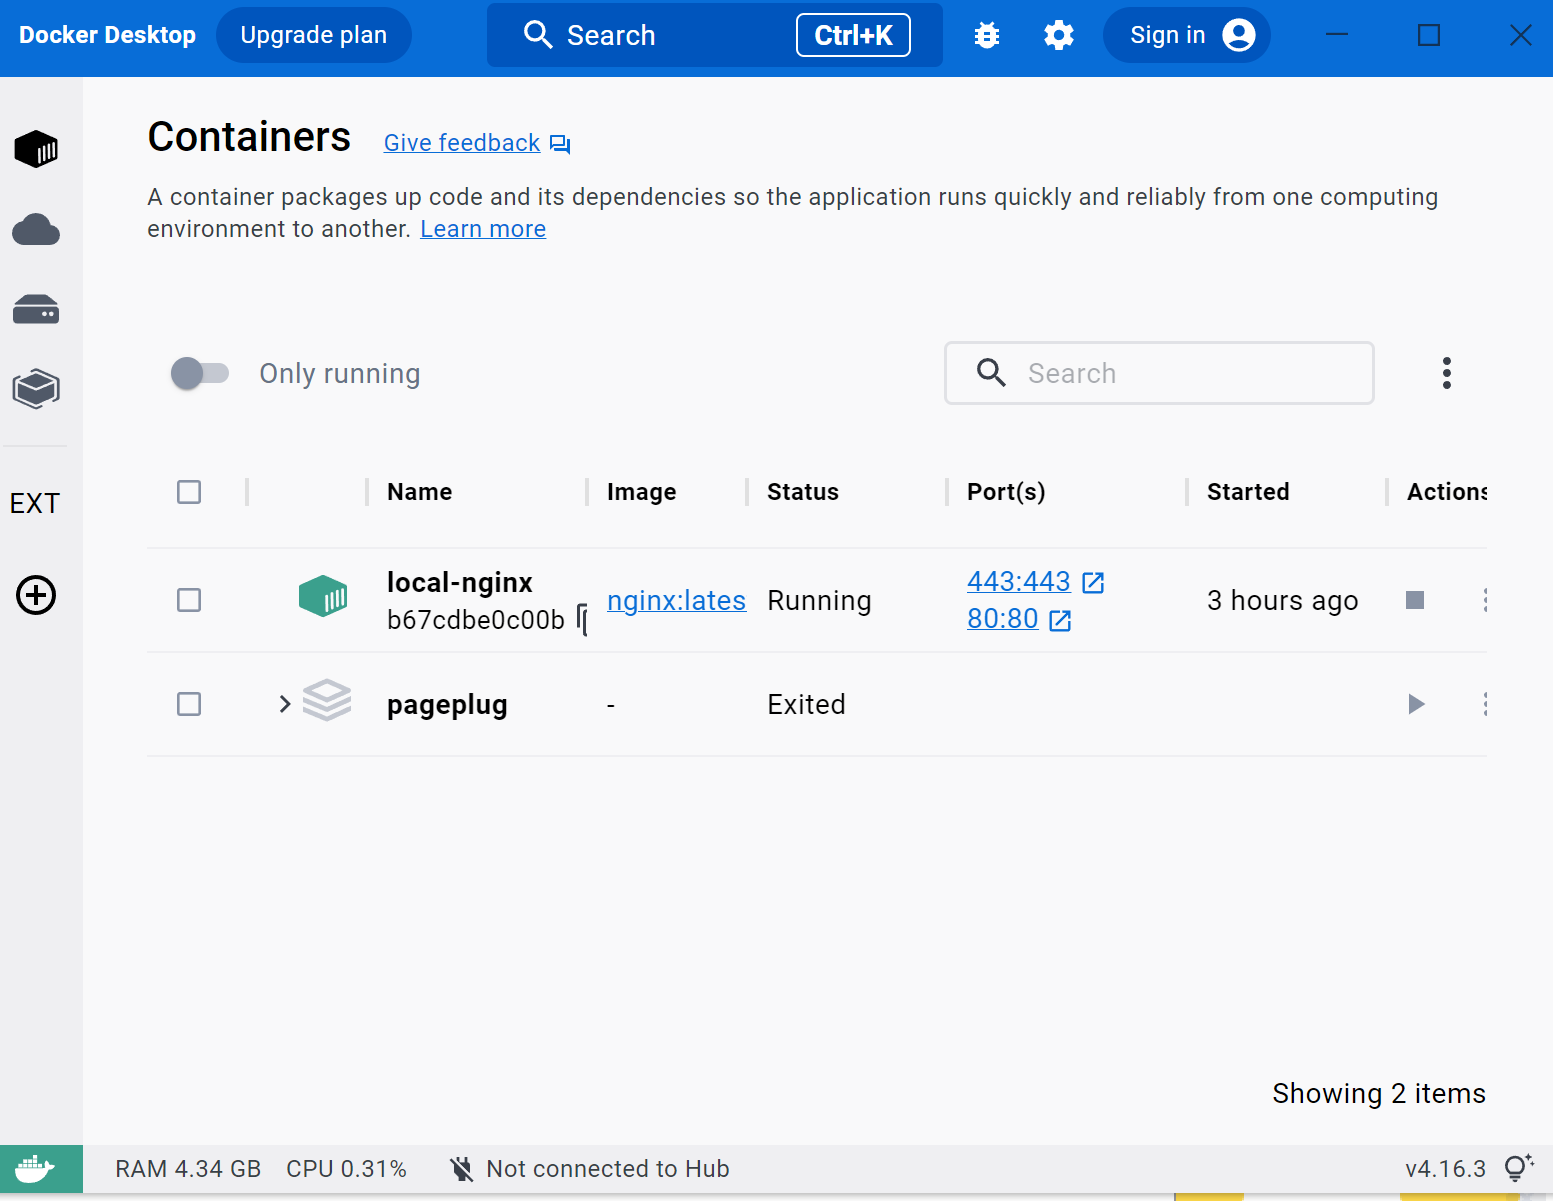 Docker Desktop Upgrade plan Search Ctrl+K Sign in
Containers Give feedback
A container packages up code and its dependencies so the application runs quickly and reliably from one computing
environment to another. Learn more
Only running Search
EXT
Name Image Status Port(s) Started Actions
local-nginx
b67cdbe0c00b
nginx:lates
Running
443:443
80:80
3 hours ago
pageplug - Exited
Showing 2 items
RAM 4.34 GB CPU 0.31% Not connected to Hub v4.16.3